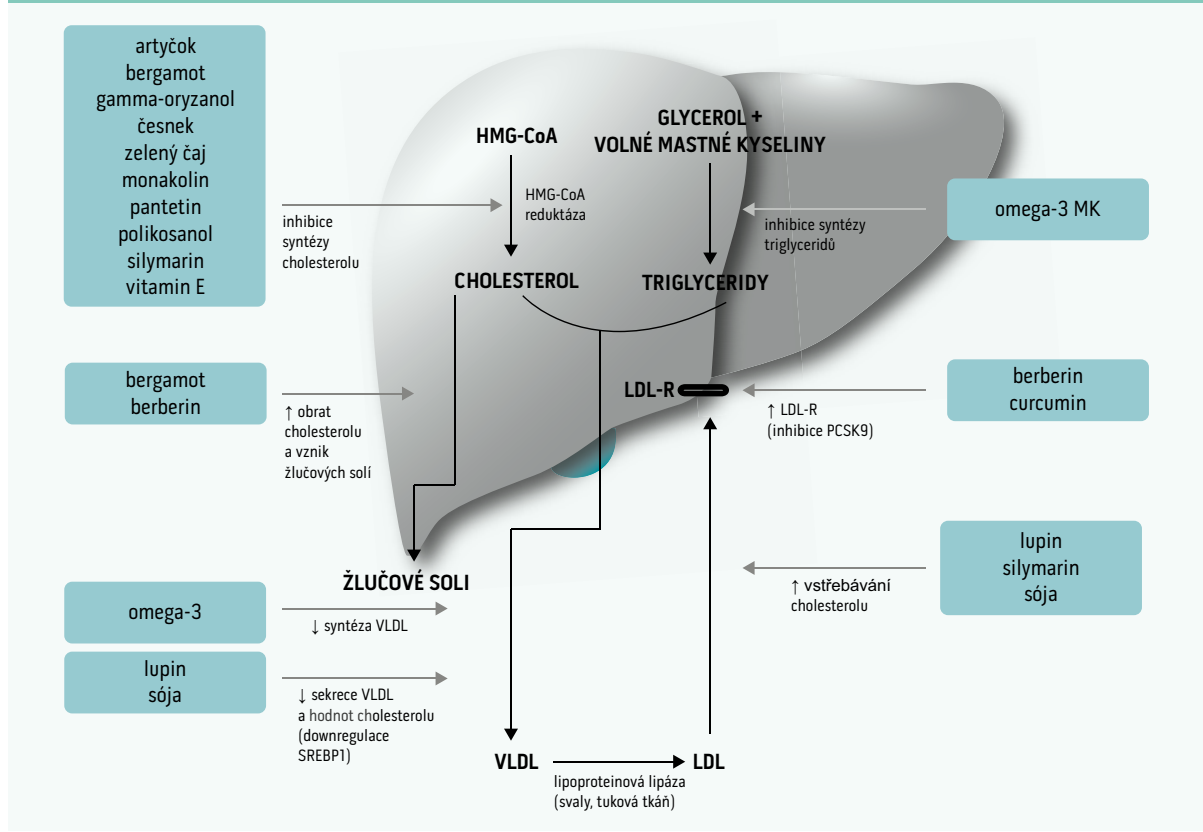 artyčok
bergamot
gamma-oryzanol
česnek
zelený čaj
monakolin
pantetin
polikosanol
silymarin
vitamin E
inhibice
syntézy
cholesterolu
HMG-CoA
HMG-CoA
reduktáza
CHOLESTEROL
GLYCEROL +
VOLNÉ MASTNÉ KYSELINY
inhibice syntézy
triglyceridů
TRIGLYCERIDY
omega-3 MK
bergamot
berberin
↑ obrat
cholesterolu
a vznik
žlučových solí
LDL-R
↑ LDL-R
(inhibice PCSK9)
berberin
curcumin
ŽLUČOVÉ SOLI
omega-3
↓ syntéza VLDL
↑ vstřebávání
cholesterolu
lupin
silymarin
sója
lupin
sója
↓ sekrece VLDL
a hodnot cholesterolu
(downregulace
SREBP1)
VLDL
lipoproteinová lipáza
(svaly, tuková tkáň)
LDL